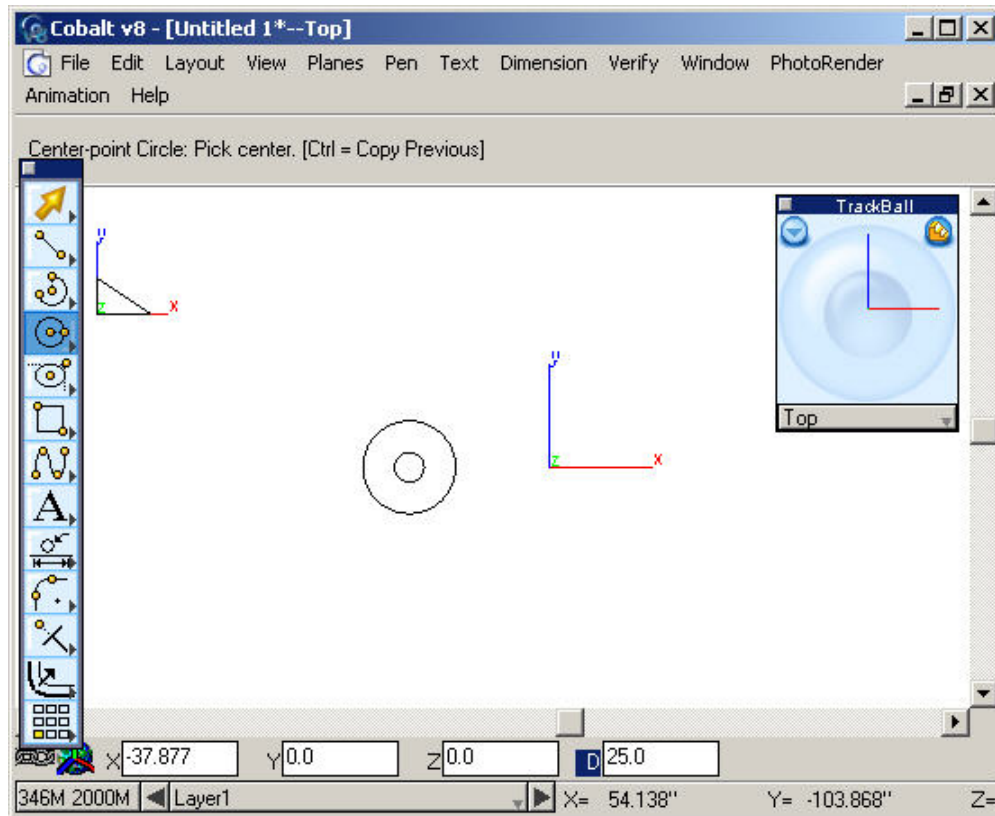 Cobalt v8 - [Untitled 1*--Top]
File Edit Layout View Planes Pen Text Dimension Verify Window PhotoRender
Animation Help
Center-point Circle: Pick center. [Ctrl = Copy Previous]
TrackBall
y
z x
y
z x
Top
A
X -37.877 Y 0.0 Z 0.0 D 25.0
346M 2000M Layer1 X= 54.138" Y= -103.868" Z=